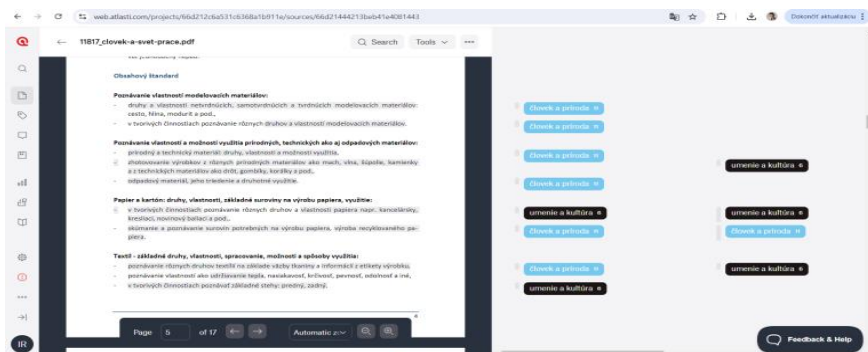 web.atlasti.com/projects/66d212c6a531c6368a1b911e/sources/66d21444213beb41e4081443
Dokončiť aktualizáciu
11817_clovek-a-svet-prace.pdf
Search
Tools
Obsahový štandard
Poznávanie vlastností modelovacích materiálov:
- druhy a vlastnosti netvrdnúcich, samotvrdnúcich a tvrdnúcich modelovacích materiálov: cesto, hlina, modurit a pod.,
- v tvorivých činnostiach poznávanie rôznych druhov a vlastností modelovacích materiálov.
Poznávanie vlastností a možností využitia prírodných, technických ako aj odpadových materiálov:
- prírodný a technický materiál: druhy, vlastnosti a možnosti využitia,
- zhotovovanie výrobkov z rôznych prírodných materiálov ako mach, vlna, šúpolie, kamienky
a z technických materiálov ako drôt, gombíky, korálky a pod.,
- odpadový materiál, jeho triedenie a druhotné využitie.
Papier a kartón: druhy, vlastnosti, základné suroviny na výrobu papiera, využitie:
- v tvorivých činnostiach poznávanie rôznych druhov a vlastností papiera napr. kancelársky,
kresliaci, novinový baliaci a pod.,
- skúmanie a poznávanie surovín potrebných na výrobu papiera, výroba recyklovaného pa-
piera.
Textil - základné druhy, vlastnosti, spracovanie, možnosti a spôsoby využitia:
- poznávanie rôznych druhov textílií na základe väzby tkaniny a informácií z etikety výrobku,
- poznávanie vlastností ako udržiavanie tepla, nasiakavosť, krčivosť, pevnosť, odolnosť a iné,
- v tvorivých činnostiach poznávať základné stehy: predný, zadný.
Page 5 of 17
Automatic z
človek a príroda
človek a príroda
človek a príroda
umenie a kultúra
človek a príroda
umenie a kultúra
umenie a kultúra
človek a príroda
človek a príroda
človek a príroda
umenie a kultúra
umenie a kultúra
Feedback & Help
IR